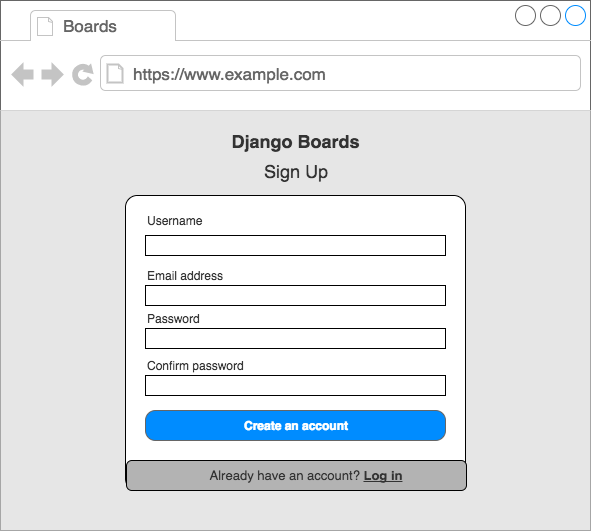 Boards
https://www.example.com
Django Boards
Sign Up
Username
Email address
Password
Confirm password
Create an account
Already have an account? Log in